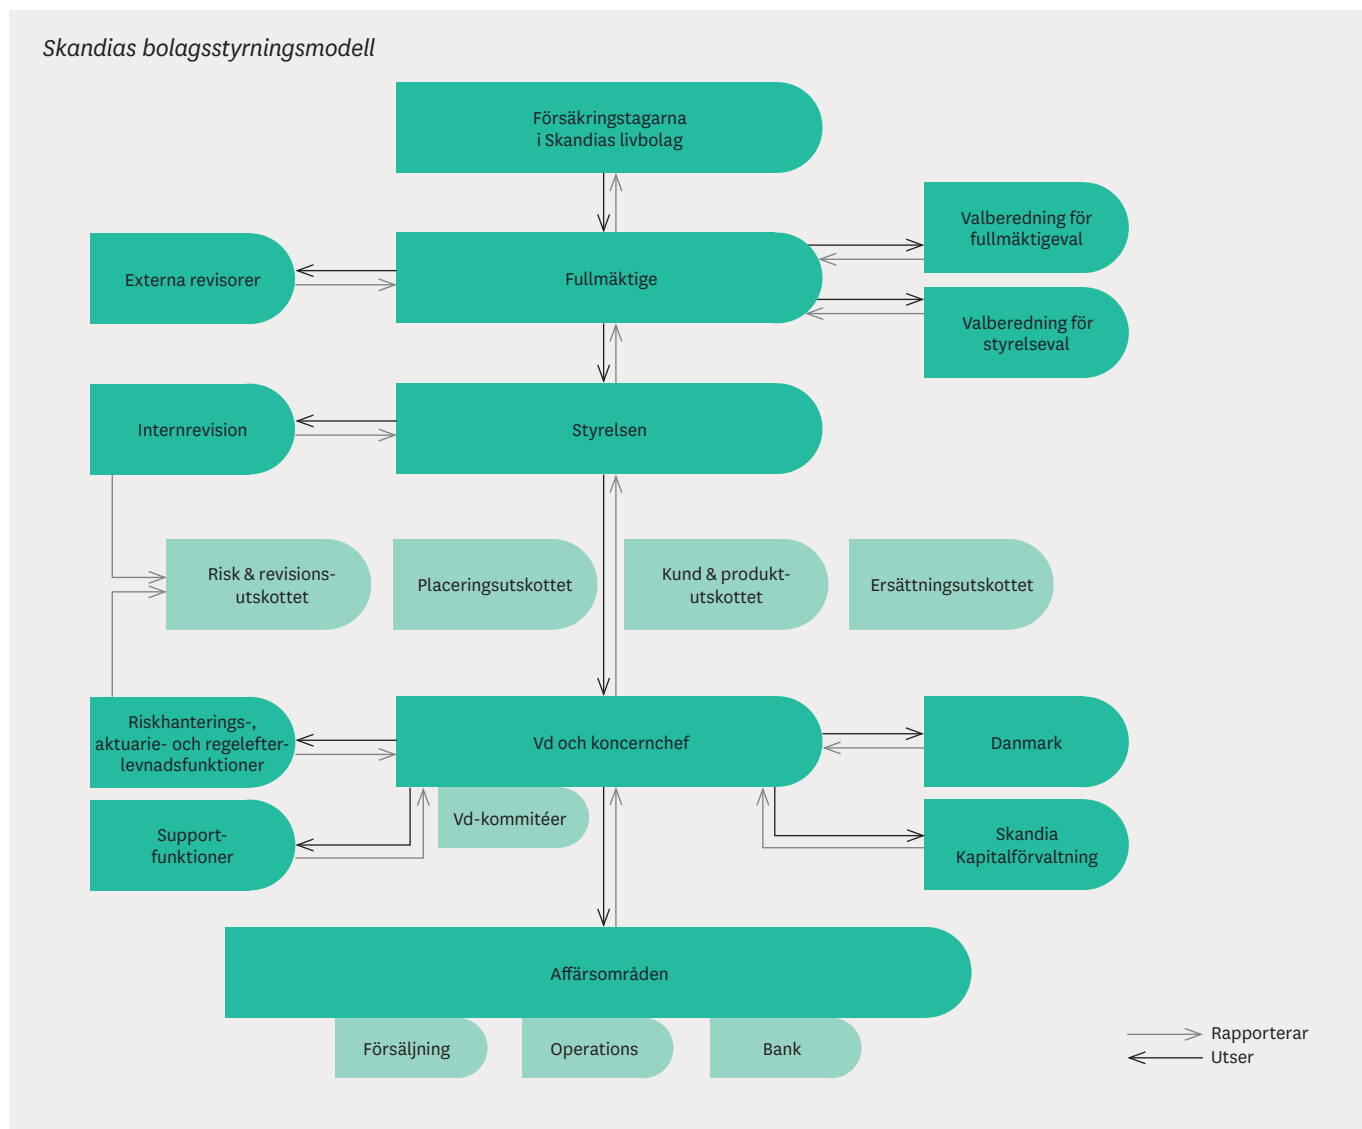 Skandias bolagsstyrningsmodell
Försäkringstagarna
i Skandias livbolag
Valberedning för
fullmäktigeval
Externa revisorer
Fullmäktige
Valberedning för
styrelseval
Internrevision
Styrelsen
Risk & revisions-
utskottet
Placeringsutskottet
Kund & produkt-
utskottet
Ersättningsutskottet
Riskhanterings-,
aktuarie- och regelefter-
levnadsfunktioner
Vd och koncernchef
Danmark
Vd-kommitéer
Support-
funktioner
Skandia
Kapitalförvaltning
Affärsområden
Försäljning
Operations
Bank
Rapporterar
Utser